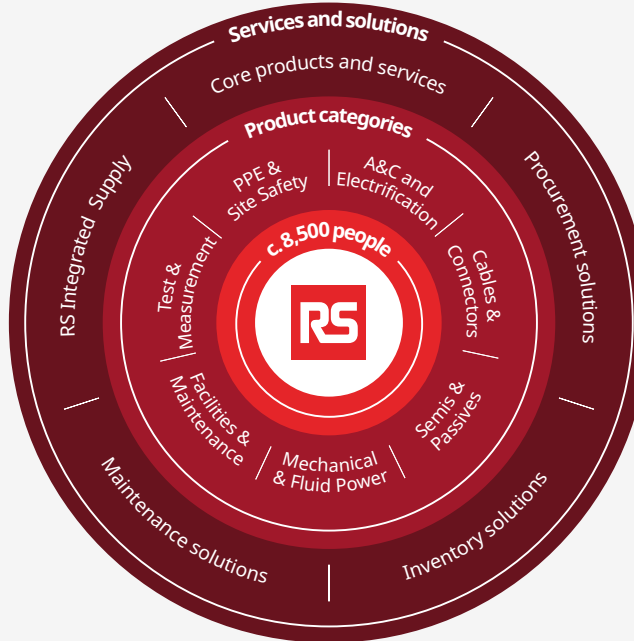 Services and solutions
Core products and services
Procurement solutions
Inventory solutions
Maintenance solutions
RS Integrated Supply
Product categories
A&C and
Electrification
Cables &
Connectors
Semis &
Passives
Mechanical
& Fluid Power
Facilities &
Maintenance
Test &
Measurement
PPE &
Site Safety
c. 8,500 people
RS